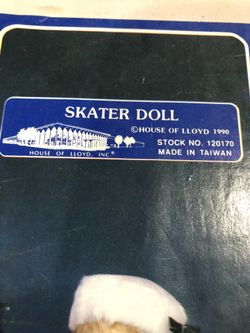 SKATER DOLL
©HOUSE OF LLOYD 1990
STOCK NO. 120170
MADE IN TAIWAN
HOUSE OF LLOYD, INC.®